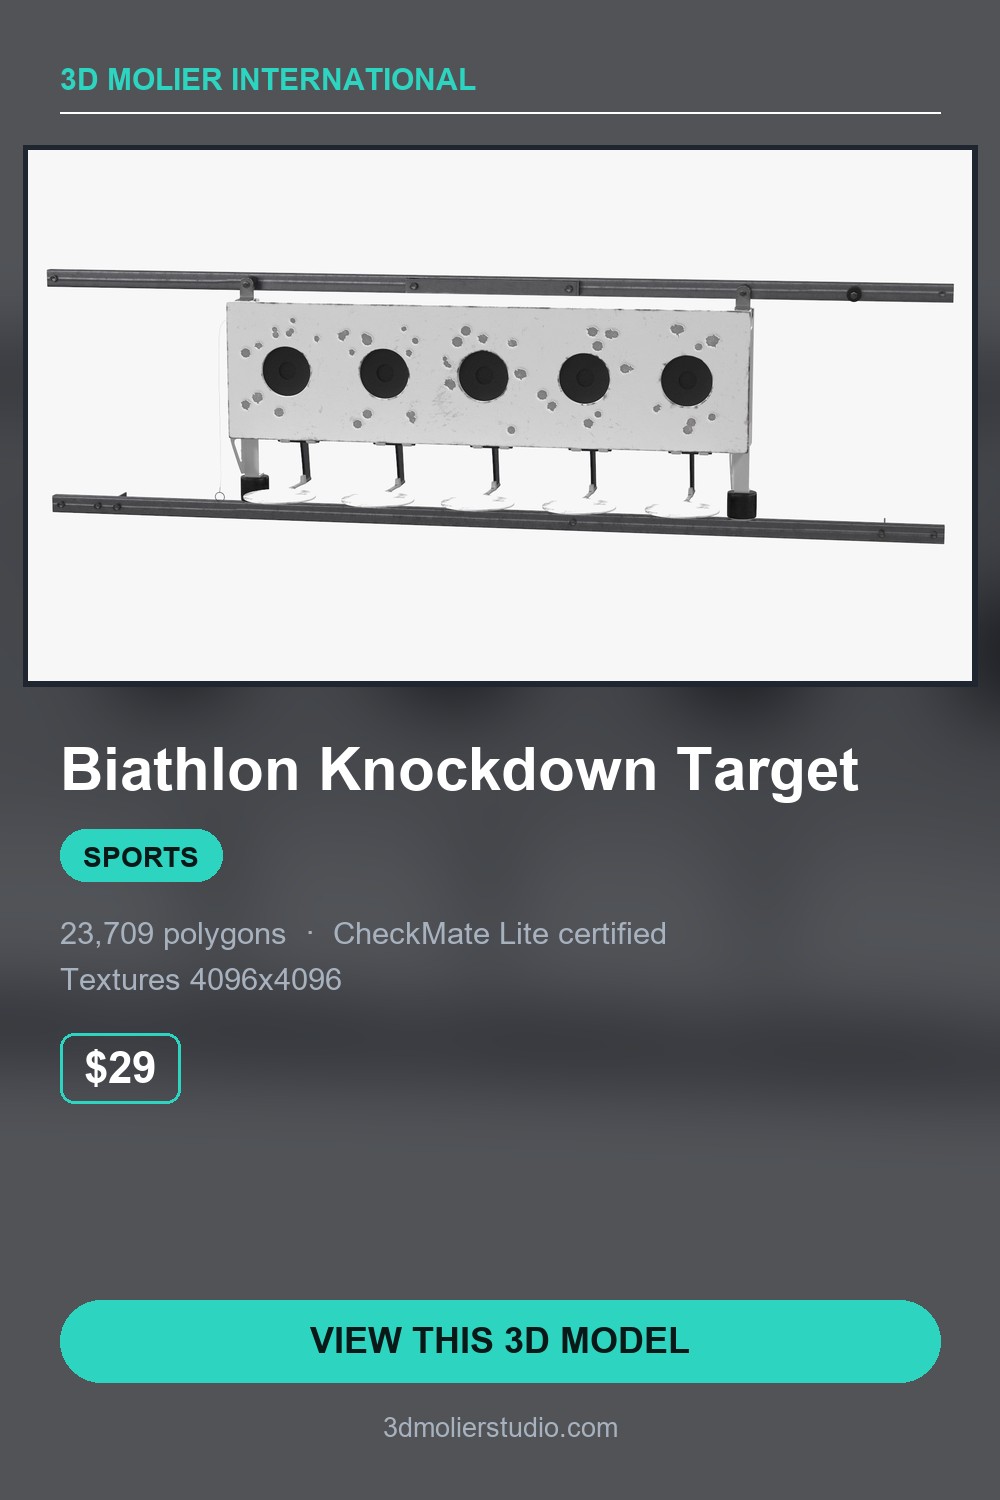 3D MOLIER INTERNATIONAL
Biathlon Knockdown Target
SPORTS
23,709 polygons · CheckMate Lite certified
Textures 4096x4096
$29
VIEW THIS 3D MODEL
3dmolierstudio.com